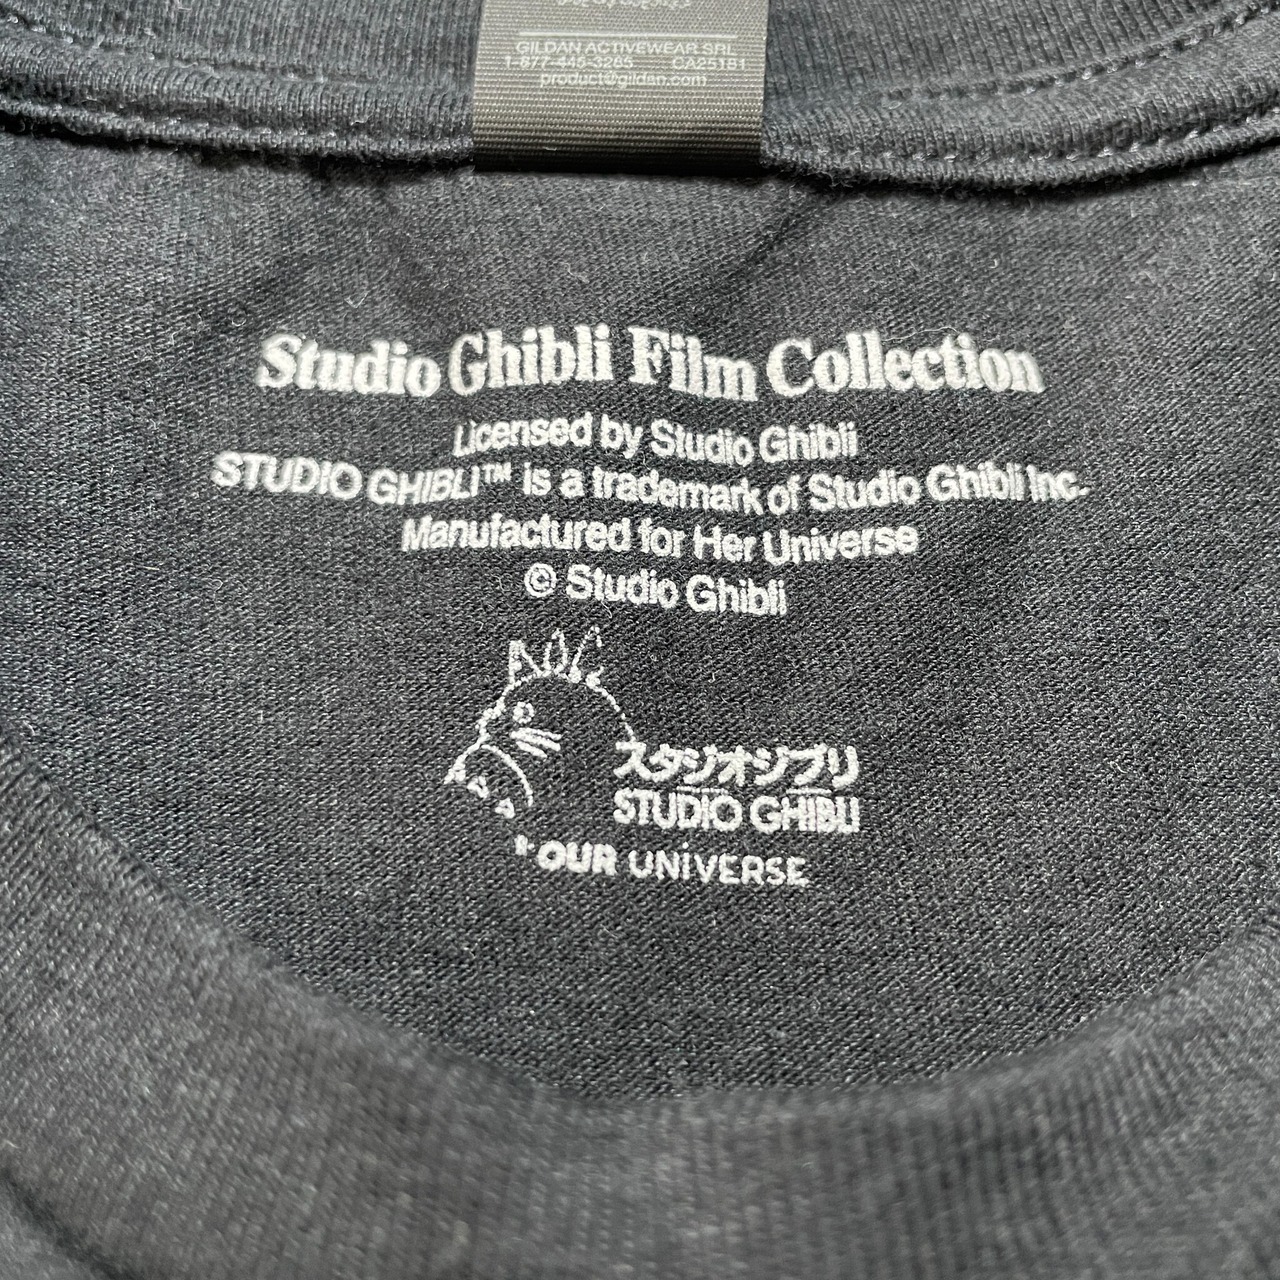 GILDAN ACTIVEWEAR SRL
1-877-445-3265 CA25181
product@gildan.com
Studio Ghibli Film Collection
Licensed by Studio Ghibli
STUDIO GHIBLI™ is a trademark of Studio Ghibli Inc.
Manufactured for Her Universe
© Studio Ghibli
スタジオジブリ
STUDIO GHIBLI
OUR UNIVERSE